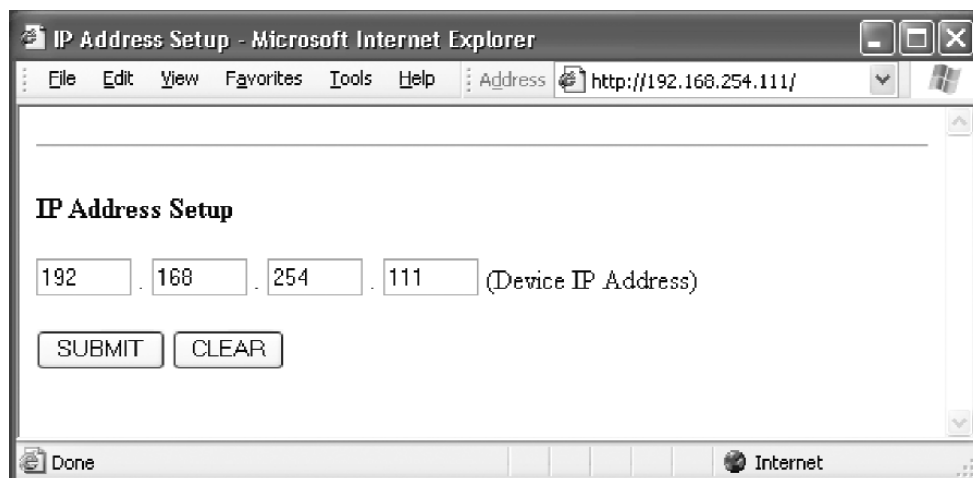 IP Address Setup - Microsoft Internet Explorer
File Edit View Favorites Tools Help Address http://192.168.254.111/
IP Address Setup
192 . 168 . 254 . 111 (Device IP Address)
SUBMIT CLEAR
Done Internet